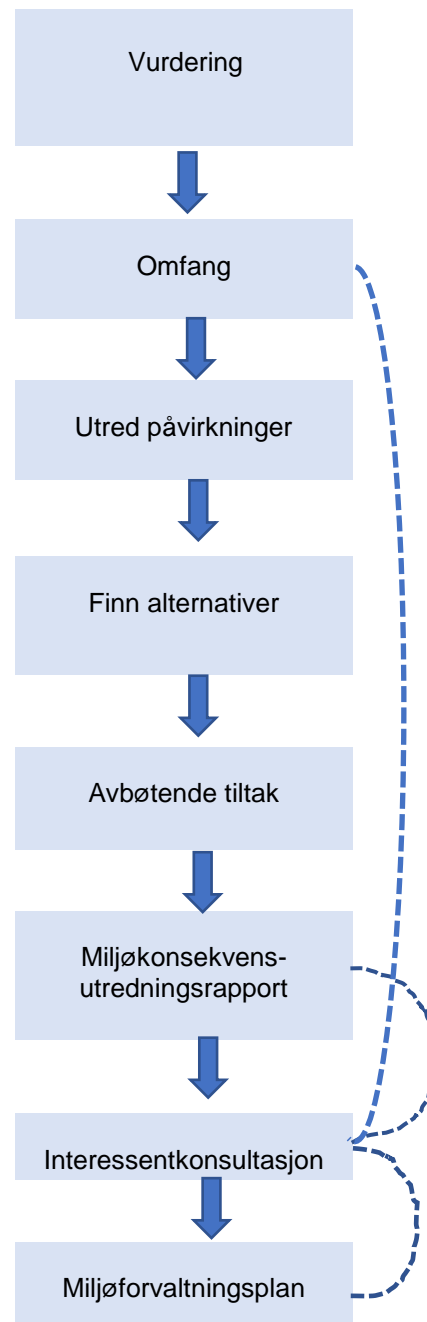 Vurdering
Omfang
Utred påvirkninger
Finn alternativer
Avbøtende tiltak
Miljøkonsekvens-
utredningsrapport
Interessentkonsultasjon
Miljøforvaltningsplan